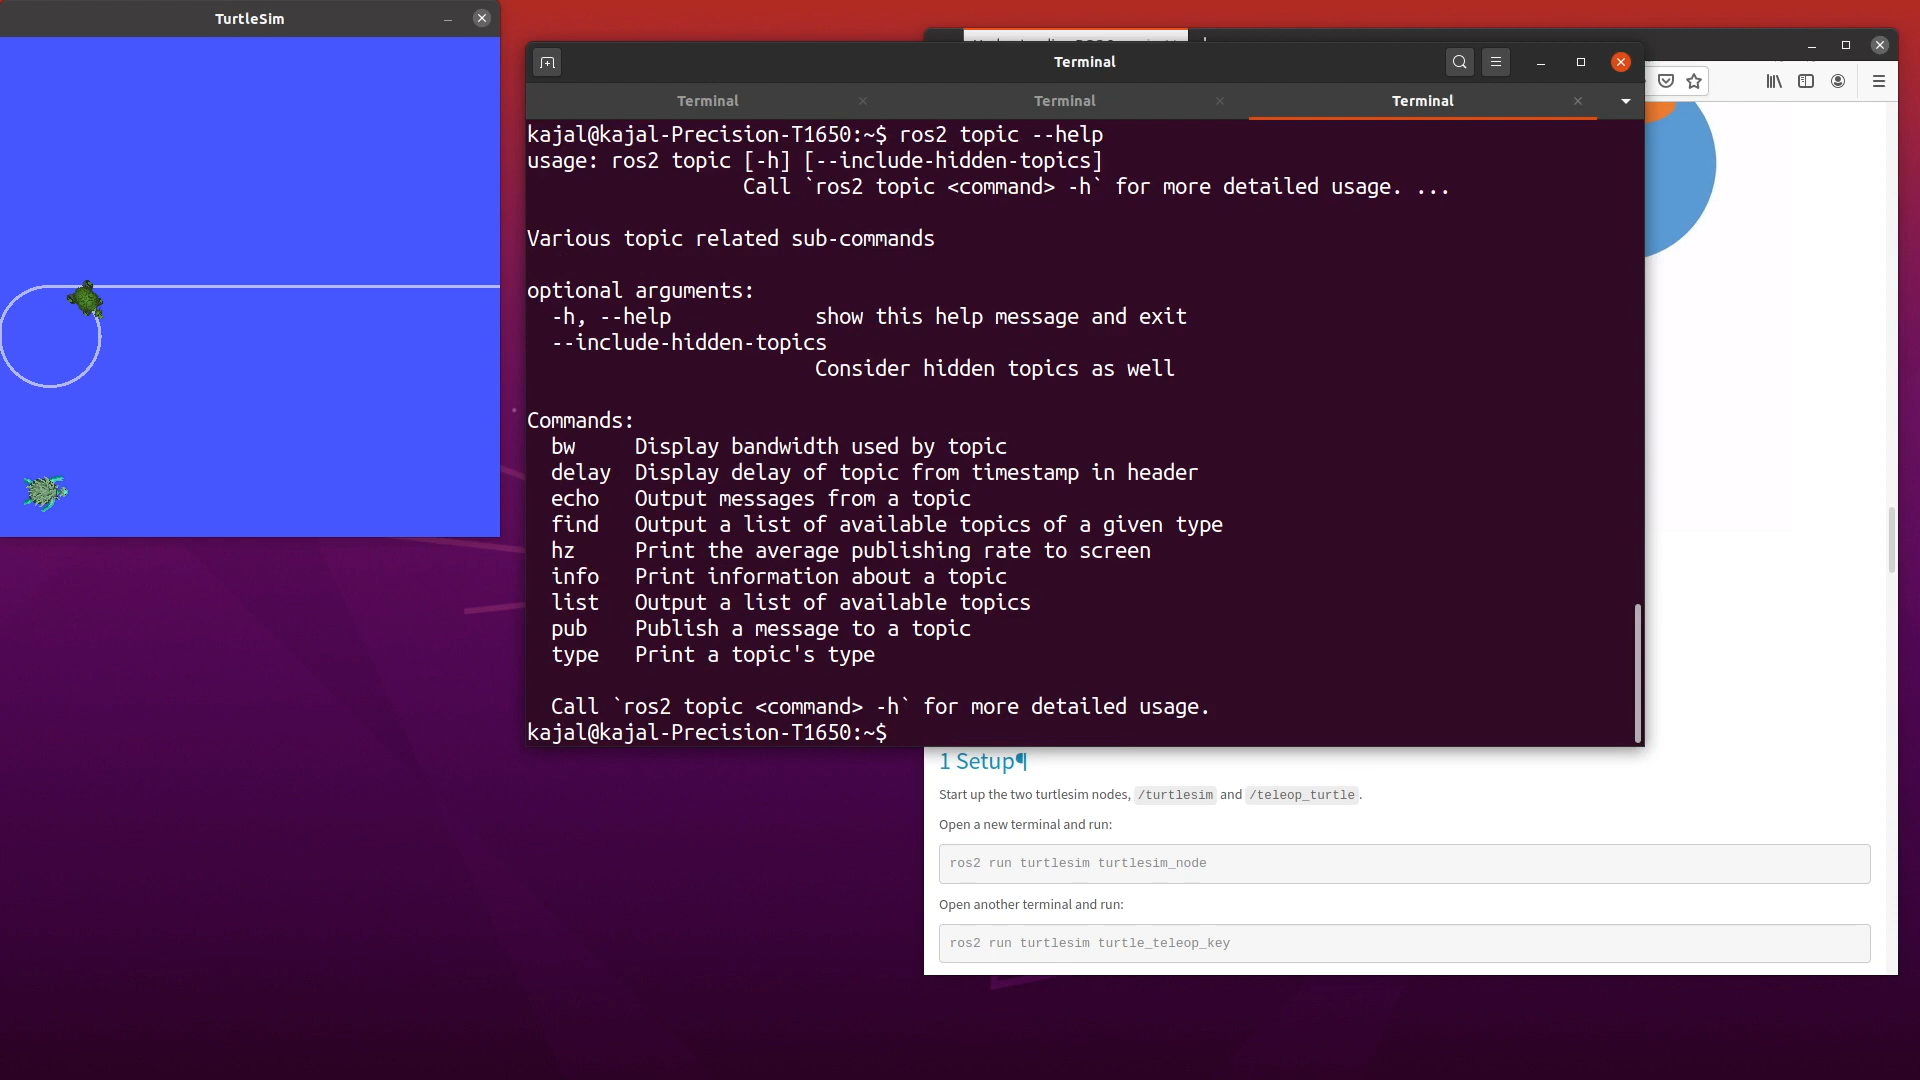 TurtleSim
Terminal
Terminal
Terminal
Terminal
kajal@kajal-Precision-T1650:~$ ros2 topic --help
usage: ros2 topic [-h] [--include-hidden-topics]
Call `ros2 topic <command> -h` for more detailed usage. ...
Various topic related sub-commands
optional arguments:
-h, --help show this help message and exit
--include-hidden-topics
Consider hidden topics as well
Commands:
bw Display bandwidth used by topic
delay Display delay of topic from timestamp in header
echo Output messages from a topic
find Output a list of available topics of a given type
hz Print the average publishing rate to screen
info Print information about a topic
list Output a list of available topics
pub Publish a message to a topic
type Print a topic's type
Call `ros2 topic <command> -h` for more detailed usage.
kajal@kajal-Precision-T1650:~$
1 Setup¶
Start up the two turtlesim nodes, /turtlesim and /teleop_turtle.
Open a new terminal and run:
ros2 run turtlesim turtlesim_node
Open another terminal and run:
ros2 run turtlesim turtle_teleop_key